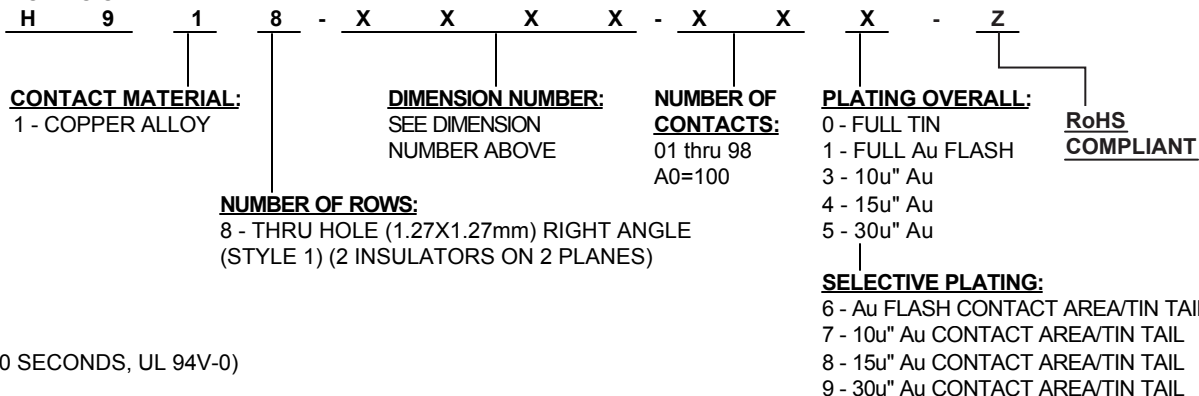 H 9 1 8 - X X X X - X X X - Z
CONTACT MATERIAL:
1 - COPPER ALLOY
DIMENSION NUMBER:
SEE DIMENSION
NUMBER ABOVE
NUMBER OF
CONTACTS:
01 thru 98
A0=100
PLATING OVERALL:
0 - FULL TIN
1 - FULL Au FLASH
3 - 10u" Au
4 - 15u" Au
5 - 30u" Au
RoHS
COMPLIANT
NUMBER OF ROWS:
8 - THRU HOLE (1.27X1.27mm) RIGHT ANGLE
(STYLE 1) (2 INSULATORS ON 2 PLANES)
SELECTIVE PLATING:
6 - Au FLASH CONTACT AREA/TIN TAIL
7 - 10u" Au CONTACT AREA/TIN TAIL
8 - 15u" Au CONTACT AREA/TIN TAIL
9 - 30u" Au CONTACT AREA/TIN TAIL
0 SECONDS, UL 94V-0)